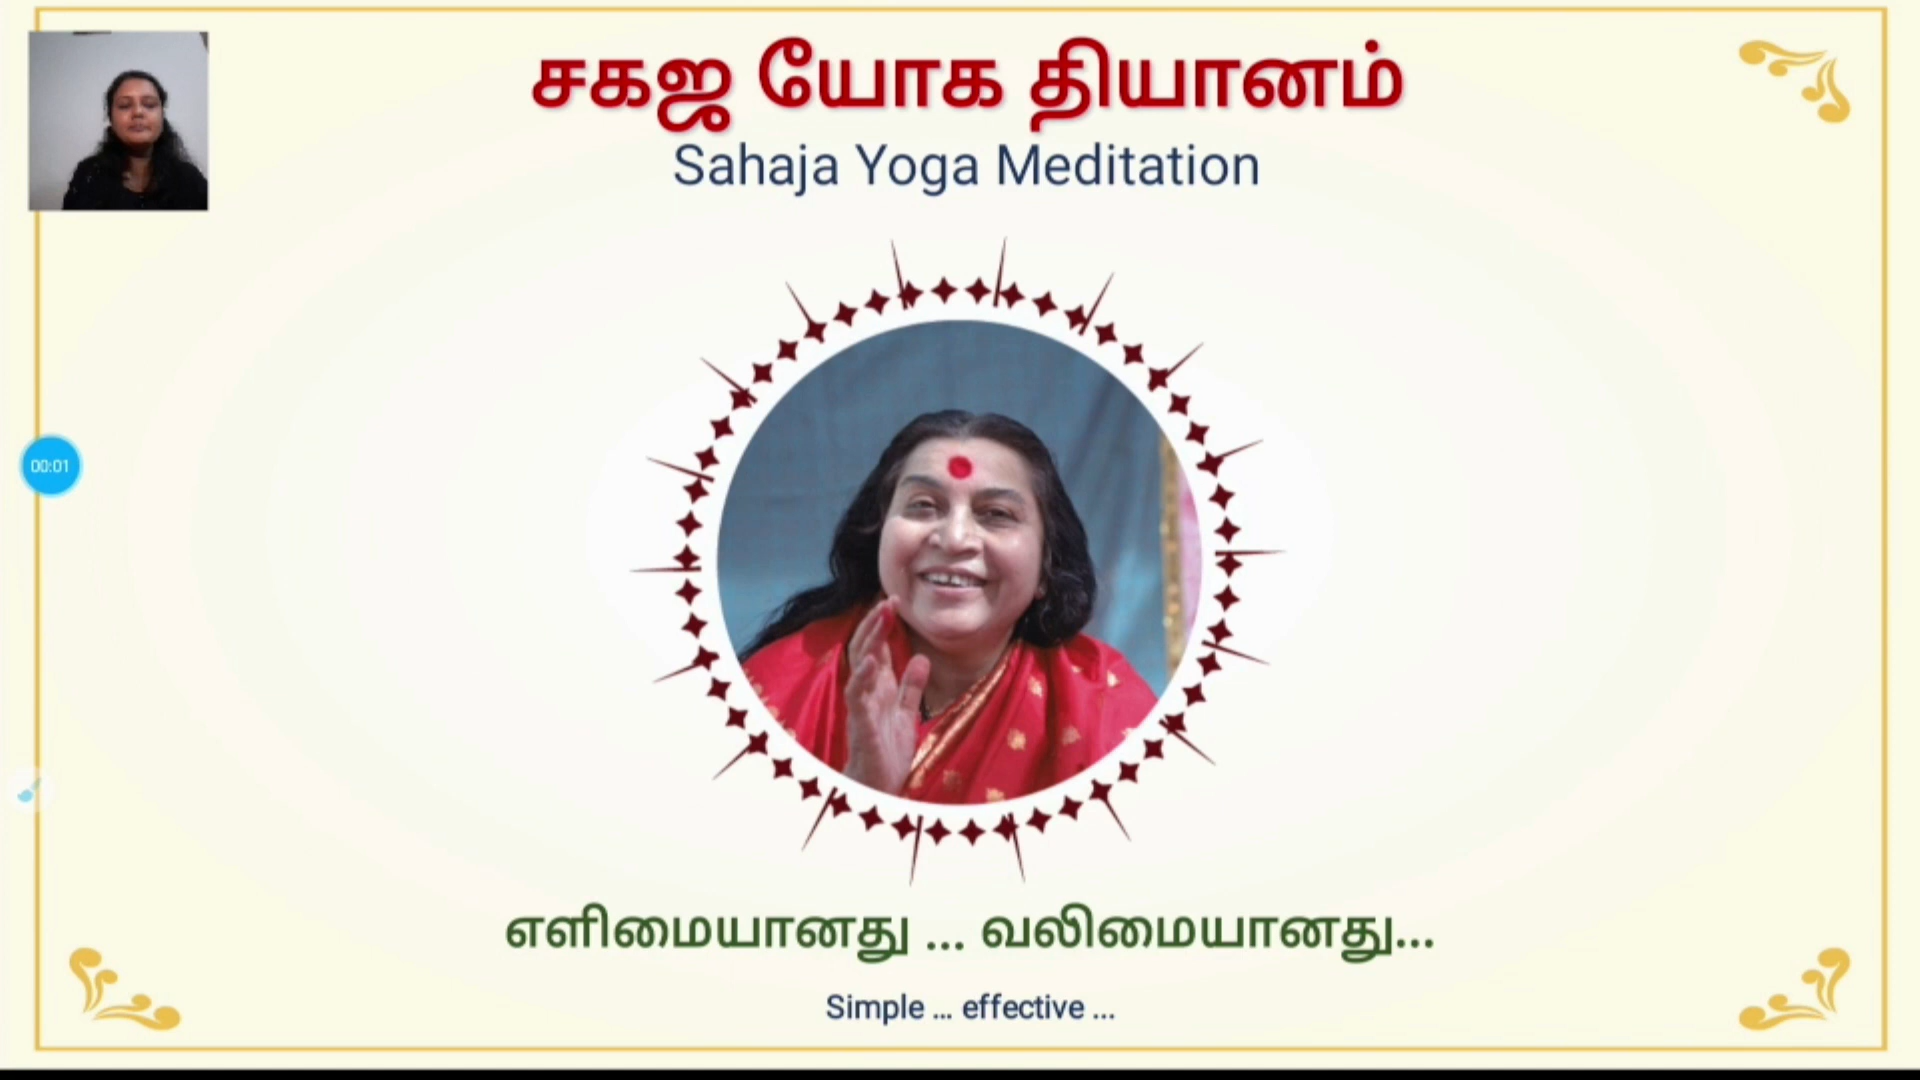 சகஜ யோக தியானம்
Sahaja Yoga Meditation
00:01
எளிமையானது ... வலிமையானது...
Simple ... effective ...